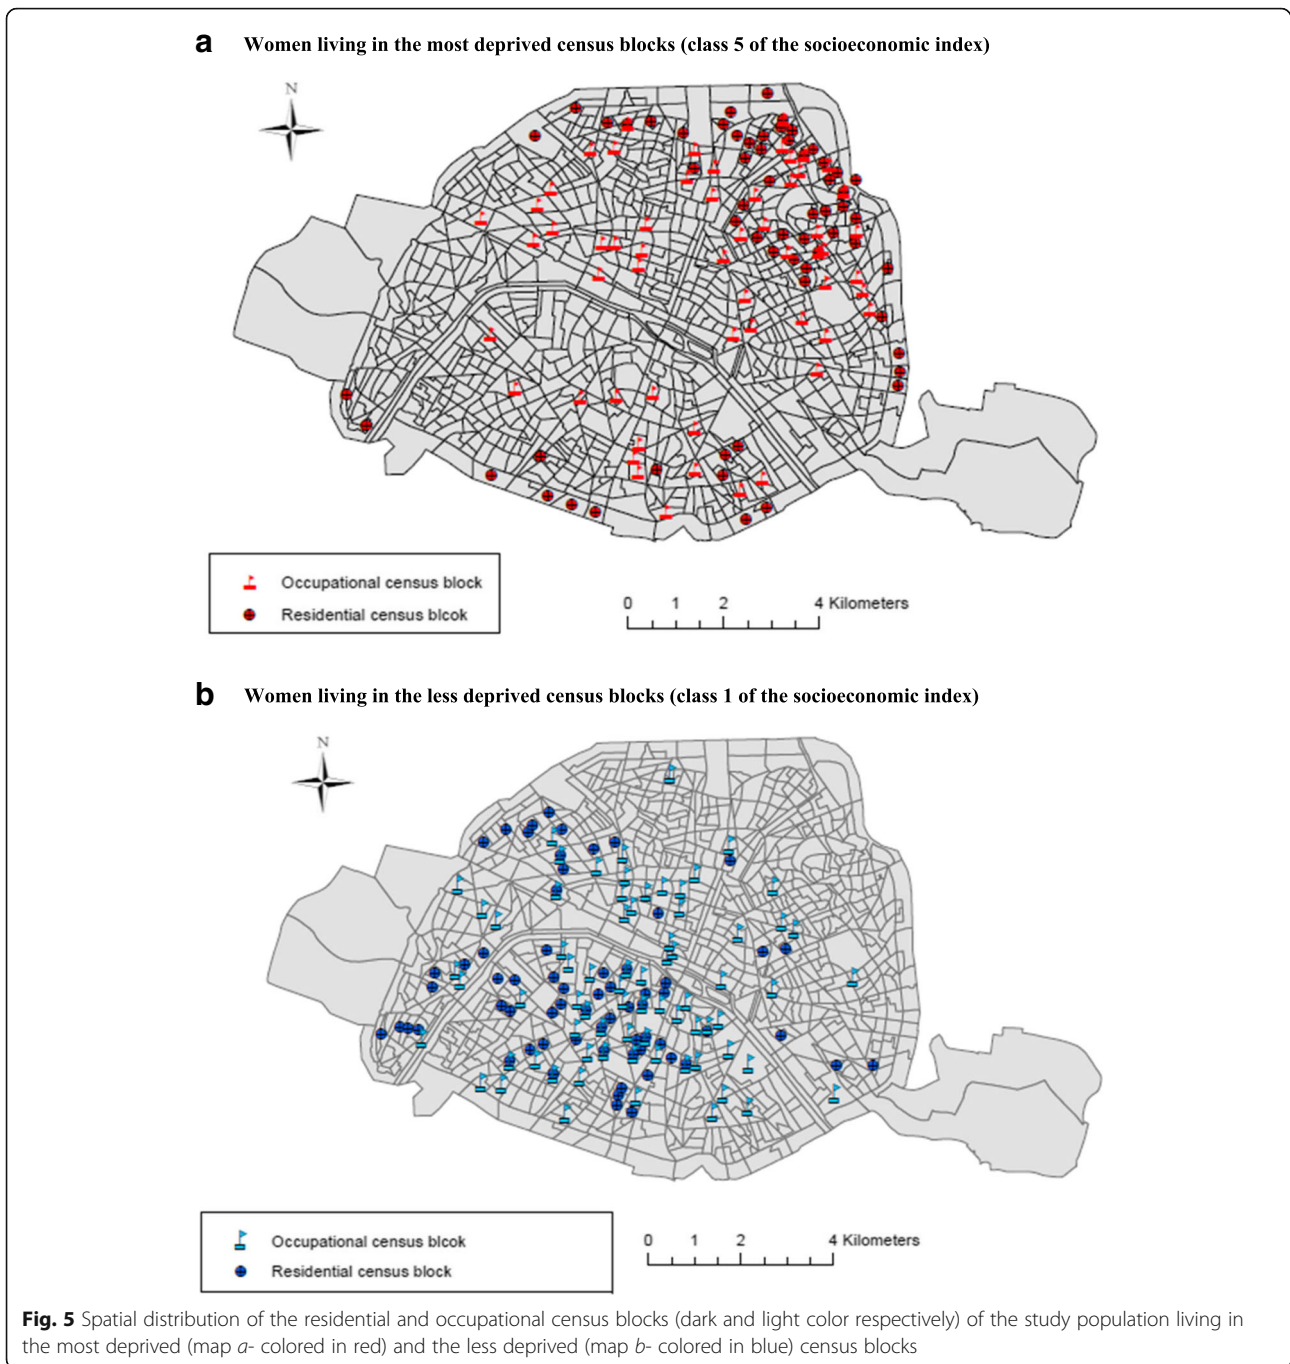 a Women living in the most deprived census blocks (class 5 of the socioeconomic index)
N
Occupational census block
Residential census blcok
0 1 2 4 Kilometers
b Women living in the less deprived census blocks (class 1 of the socioeconomic index)
N
Occupational census blcok
Residential census block
0 1 2 4 Kilometers
Fig. 5 Spatial distribution of the residential and occupational census blocks (dark and light color respectively) of the study population living in
the most deprived (map a- colored in red) and the less deprived (map b- colored in blue) census blocks